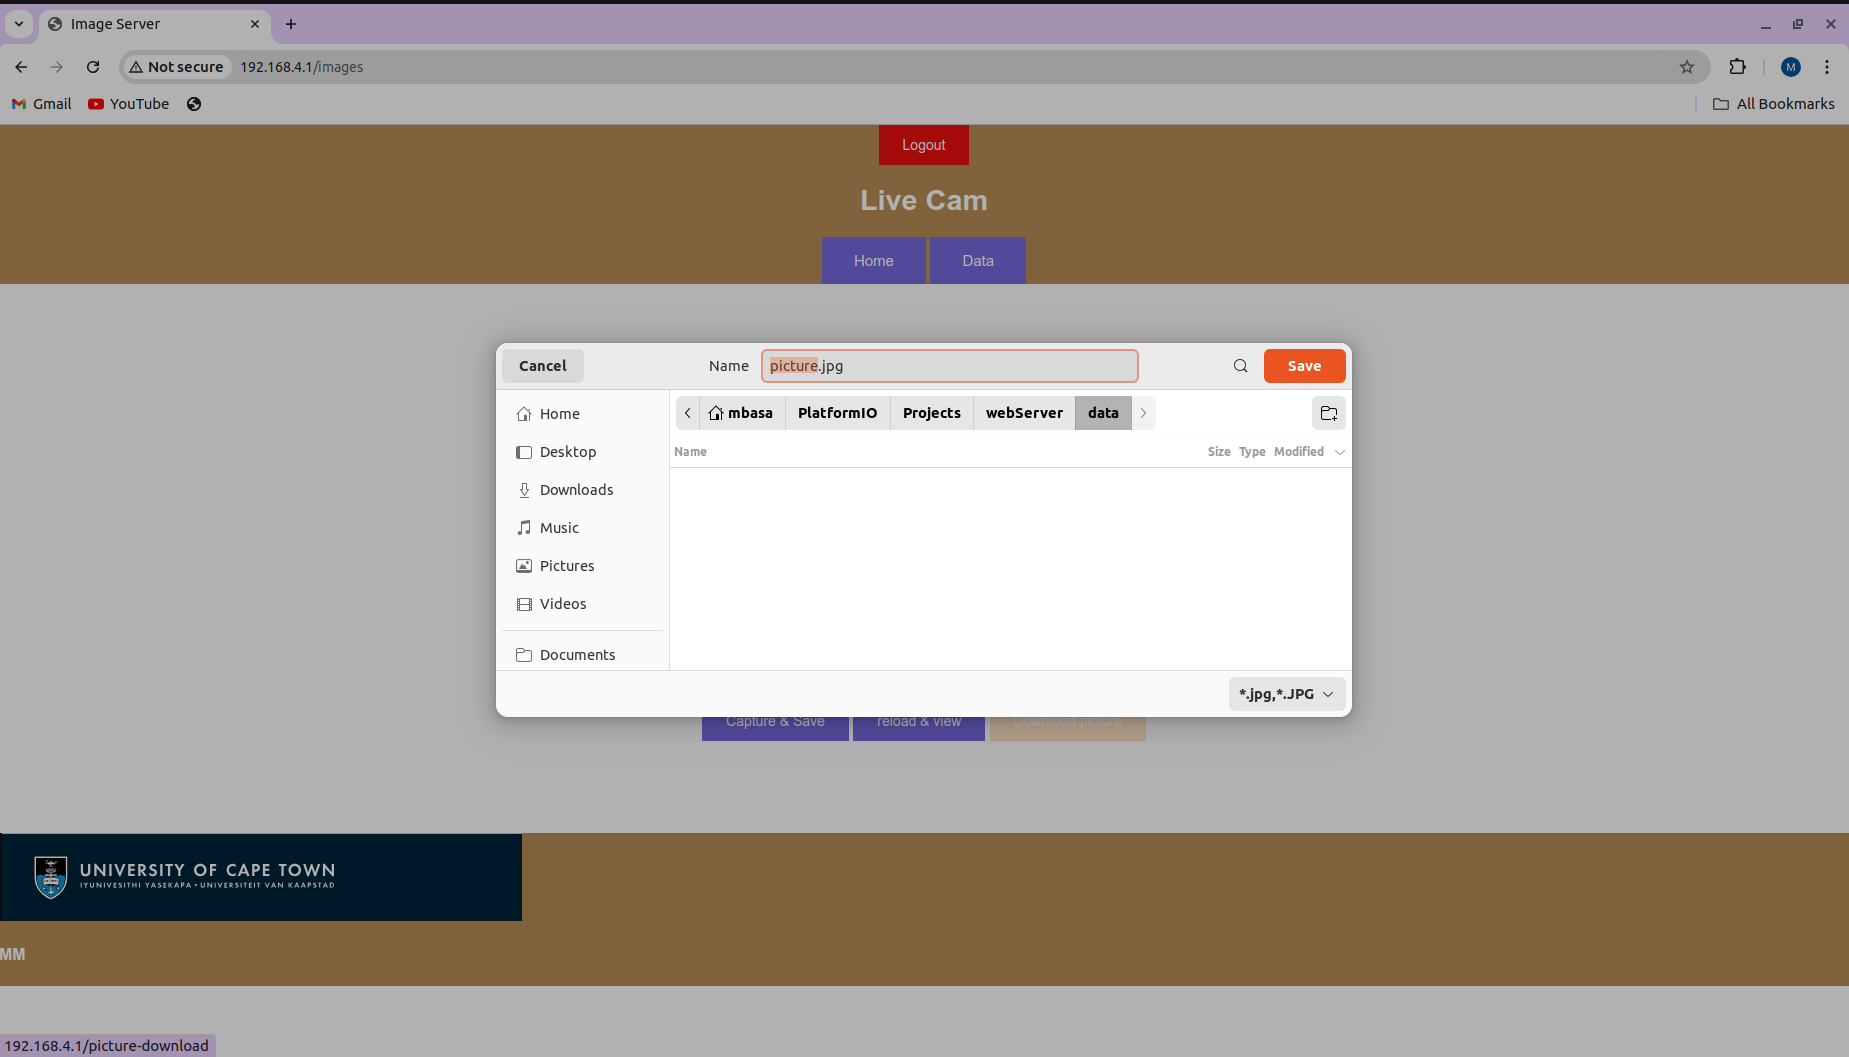 Image Server
Not secure 192.168.4.1/images M
Gmail YouTube All Bookmarks
Logout
Live Cam
Home Data
Cancel Name picture.jpg Save
Home
Desktop
Downloads
Music
Pictures
Videos
Documents
mbasa PlatformIO Projects webServer data
Name Size Type Modified
*.jpg,*.JPG
Capture & Save reload & view Download picture
UNIVERSITY OF CAPE TOWN
IYUNIVESITHI YASEKAPA • UNIVERSITEIT VAN KAAPSTAD
MM
192.168.4.1/picture-download